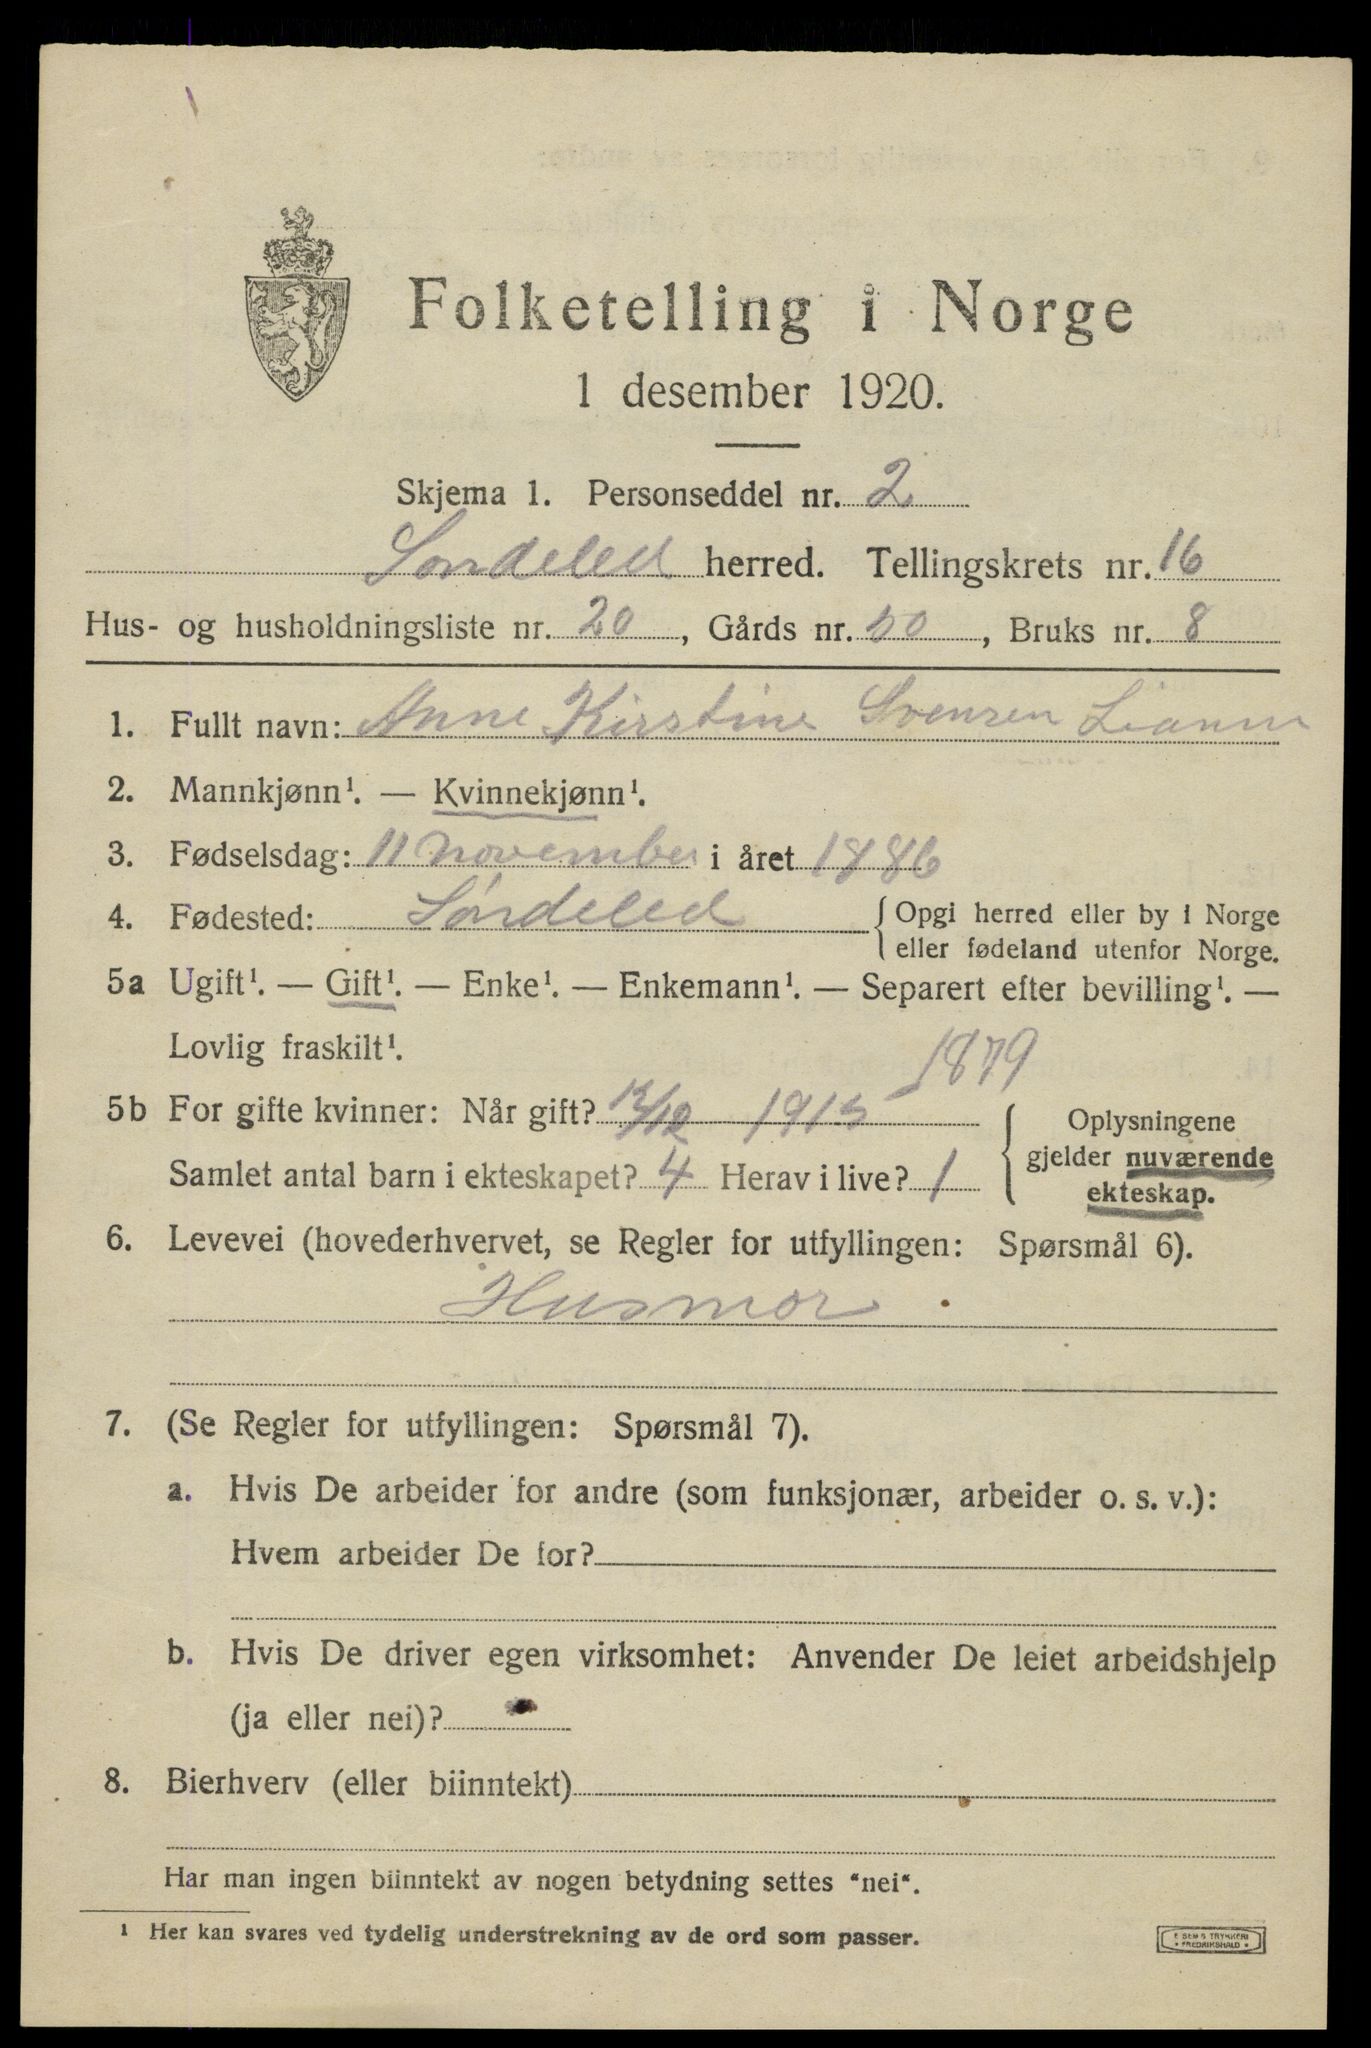 Folketelling i Norge
1 desember 1920.
Skjema 1. Personseddel nr. 2
Søndeled herred. Tellingskrets nr. 16
Hus- og husholdningsliste nr. 20, Gårds nr. 50, Bruks nr. 8
1. Fullt navn: Anne Kirstine Svensen
2. Mannkjønn¹. — Kvinnekjønn¹.
3. Fødselsdag: 11 november i året 1886
4. Fødested: Søndeled { Opgi herred eller by i Norge
eller fødeland utenfor Norge.
5a Ugift¹. — Gift¹. — Enke¹. — Enkemann¹. — Separert efter bevilling¹. —
Lovlig fraskilt¹.
1879
5b For gifte kvinner: Når gift? 1915 { Oplysningene
gjelder nuværende
ekteskap.
Samlet antal barn i ekteskapet? 4 Herav i live? 1
6. Levevei (hovederhvervet, se Regler for utfyllingen: Spørsmål 6).
Husmor
7. (Se Regler for utfyllingen: Spørsmål 7).
a. Hvis De arbeider for andre (som funksjonær, arbeider o. s. v.):
Hvem arbeider De for?
b. Hvis De driver egen virksomhet: Anvender De leiet arbeidshjelp
(ja eller nei)?
8. Bierhverv (eller biinntekt)
Har man ingen biinntekt av nogen betydning settes "nei".
¹ Her kan svares ved tydelig understrekning av de ord som passer.
E SEM'S TRYKKERI
FREDRIKSHALD